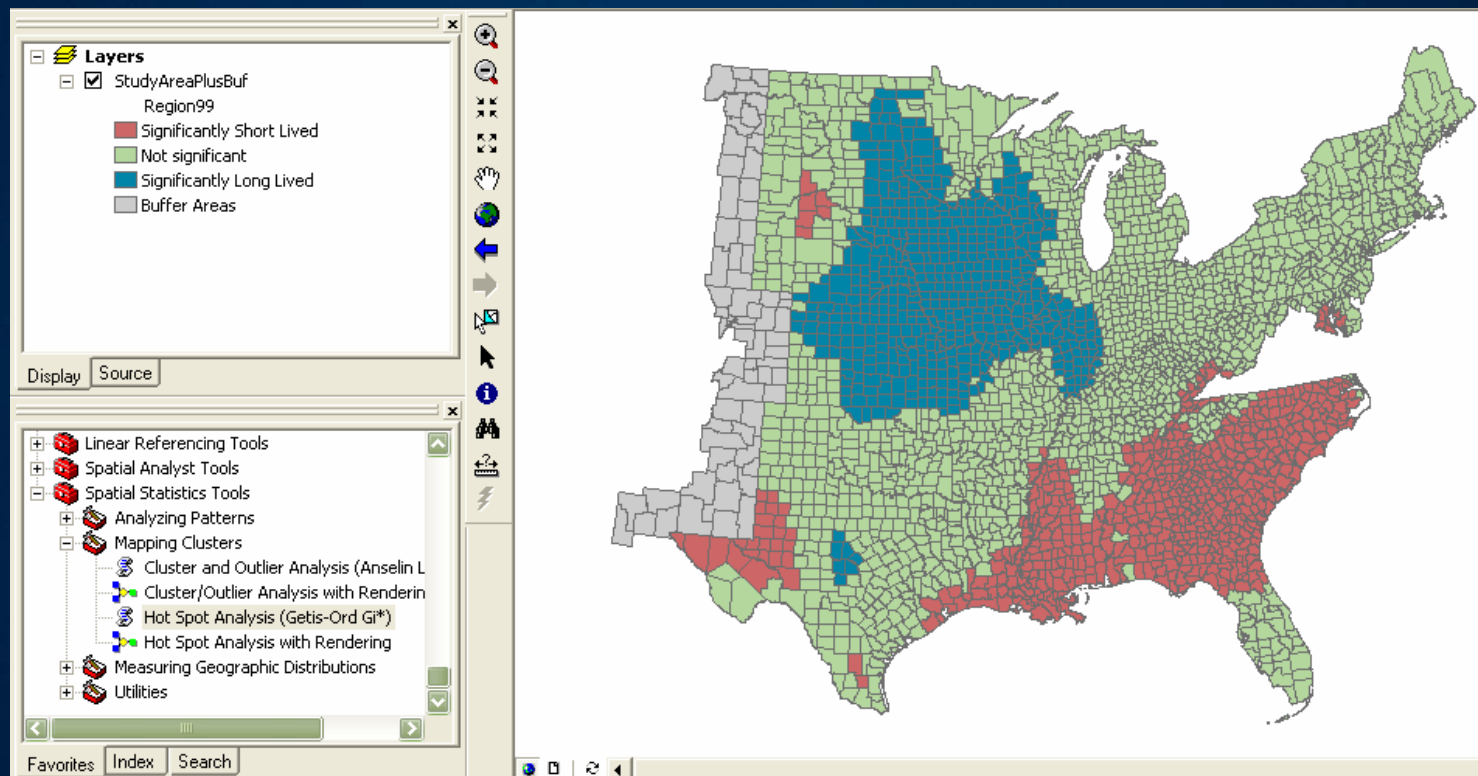 Layers
StudyAreaPlusBuf
Region99
Significantly Short Lived
Not significant
Significantly Long Lived
Buffer Areas
Display Source
Linear Referencing Tools
Spatial Analyst Tools
Spatial Statistics Tools
Analyzing Patterns
Mapping Clusters
Cluster and Outlier Analysis (Anselin L
Cluster/Outlier Analysis with Renderin
Hot Spot Analysis (Getis-Ord Gi*)
Hot Spot Analysis with Rendering
Measuring Geographic Distributions
Utilities
Favorites Index Search